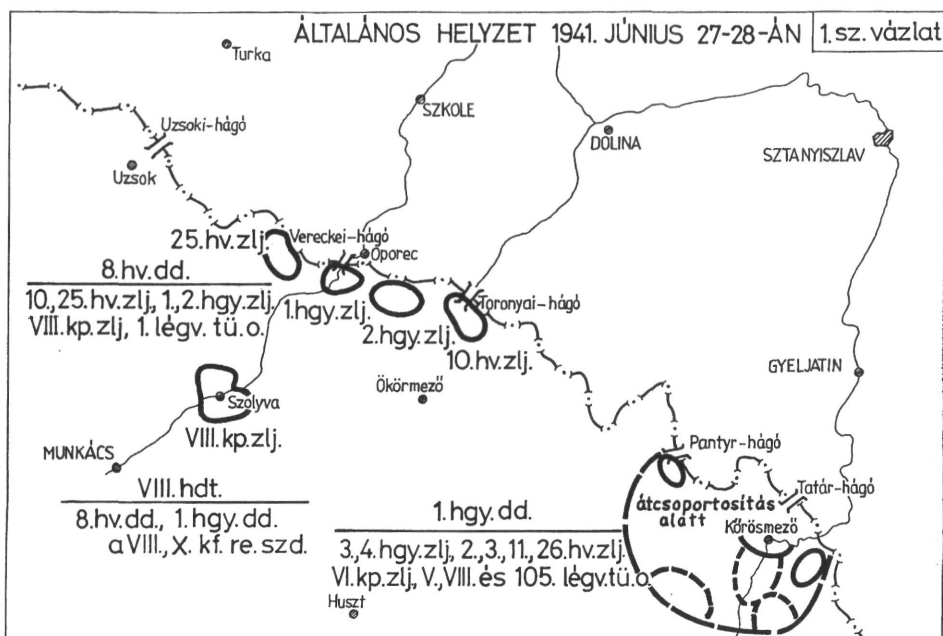 ÁLTALÁNOS HELYZET 1941. JÚNIUS 27-28-ÁN
1. sz. vázlat
Turka
SZKOLE
DOLINA
SZTANYISZLAV
Uzsoki-hágó
Uzsok
25. hv. zlj.
Vereckei-hágó
Oporec
8. hv. dd.
10., 25. hv. zlj., 1., 2. hgy. zlj.
VIII. kp. zlj., 1. légv. tü. o.
1. hgy. zlj.
2. hgy. zlj.
Toronyai-hágó
10. hv. zlj.
GYELJATIN
Ökörmező
Szolyva
VIII. kp. zlj.
MUNKÁCS
Pantyr-hágó
Tatár-hágó
átcsoportosítás
alatt
Kőrösmező
VIII. hdt.
8. hv. dd., 1. hgy. dd.
a VIII., X. kf. re. szd.
1. hgy. dd.
3., 4. hgy. zlj., 2., 3., 11., 26. hv. zlj.
VI. kp. zlj., V., VIII. és 105. légv. tü. o.
Huszt